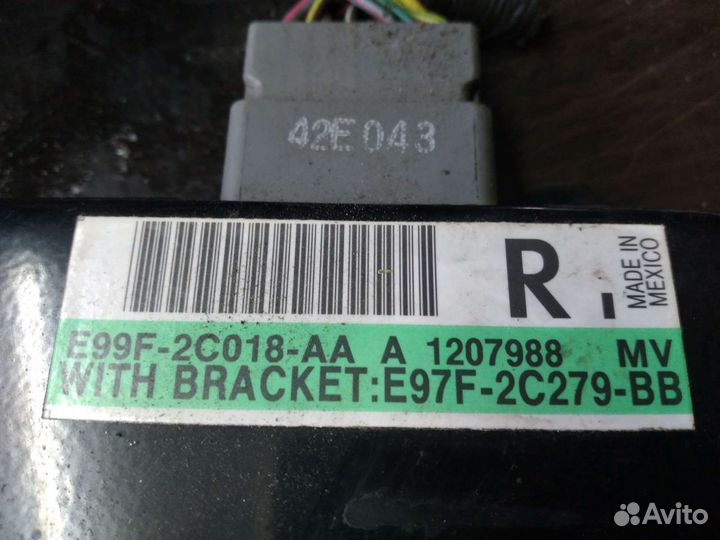 42E043
R.
MADE IN
MEXICO
E99F-2C018-AA A 1207988 MV
WITH BRACKET:E97F-2C279-BB
Avito